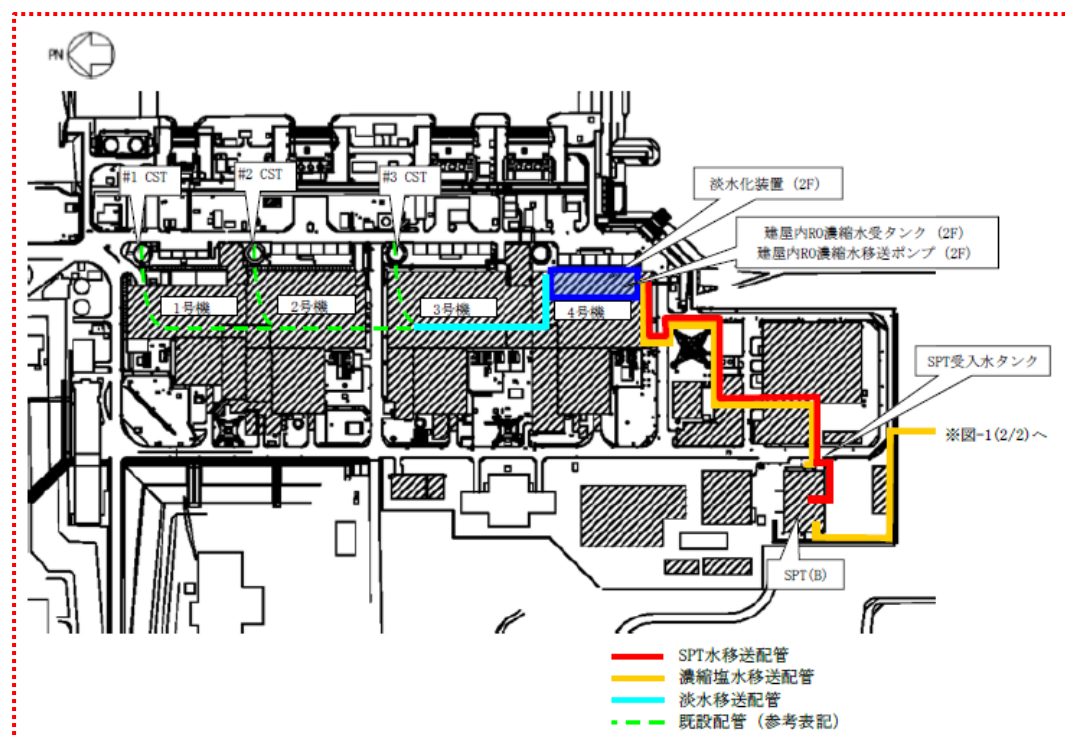 PN
#1 CST
#2 CST
#3 CST
淡水化装置 (2F)
建屋内RO濃縮水受タンク (2F)
建屋内RO濃縮水移送ポンプ (2F)
1号機
2号機
3号機
4号機
SPT受入水タンク
※図-1(2/2)へ
SPT(B)
SPT水移送配管
濃縮塩水移送配管
淡水移送配管
既設配管 (参考表記)